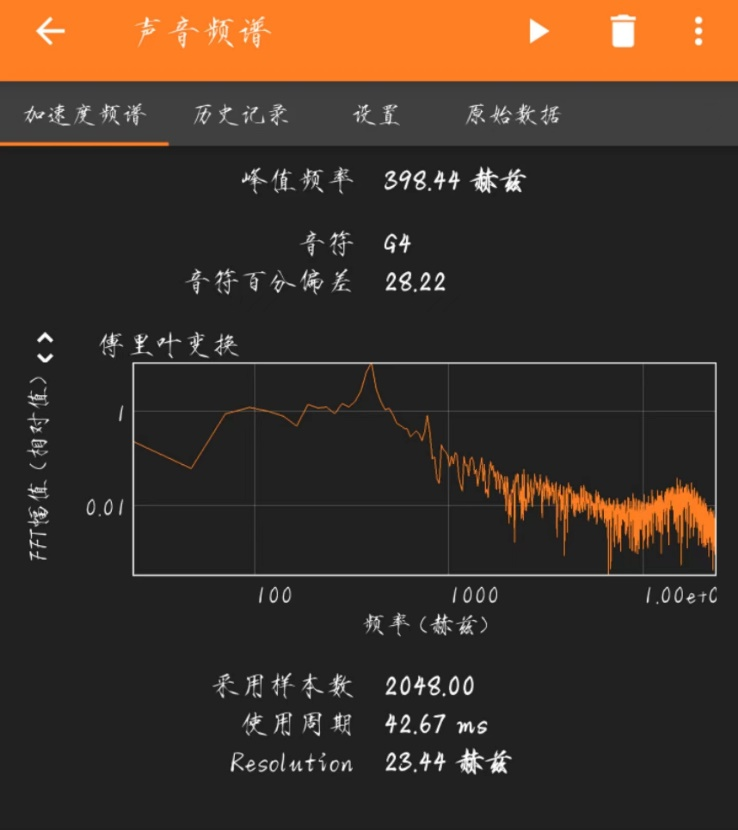 声音频谱
加速度频谱 历史记录 设置 原始数据
峰值频率 398.44 赫兹
音符 G4
音符百分偏差 28.22
傅里叶变换
FFT幅值（相对值）
1
0.01
100 1000 1.00e+0
频率（赫兹）
采用样本数 2048.00
使用周期 42.67 ms
Resolution 23.44 赫兹